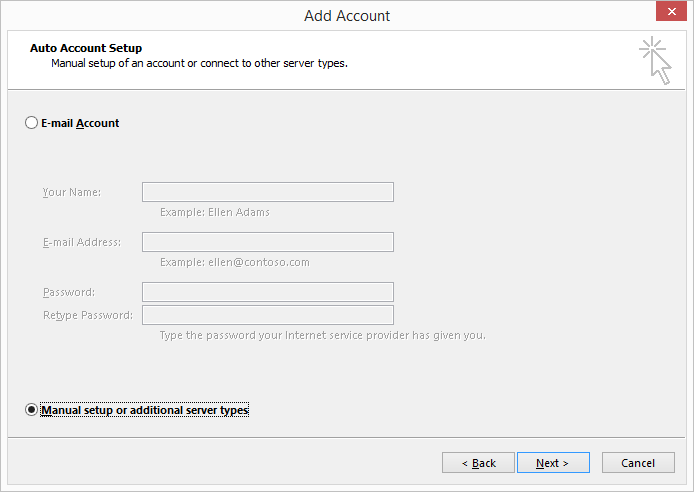 Add Account
Auto Account Setup
Manual setup of an account or connect to other server types.
E-mail Account
Your Name:
Example: Ellen Adams
E-mail Address:
Example: ellen@contoso.com
Password:
Retype Password:
Type the password your Internet service provider has given you.
Manual setup or additional server types
< Back Next > Cancel